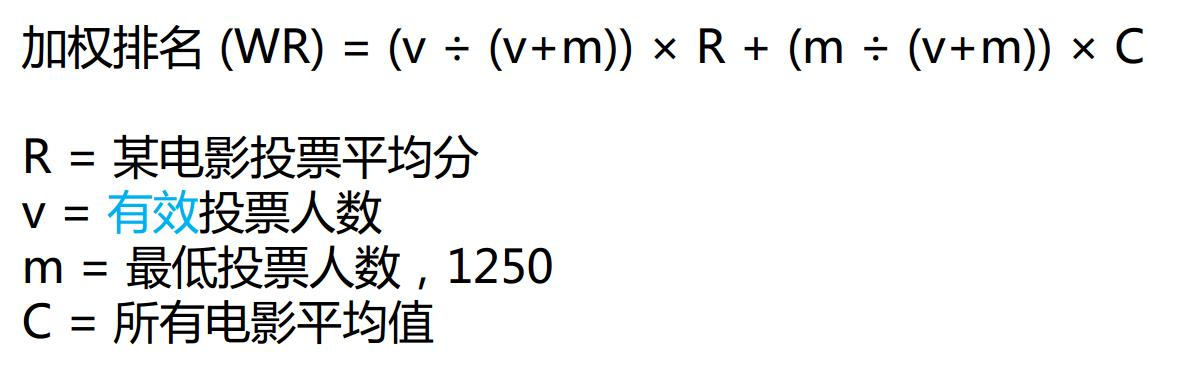 加权排名 (WR) = (v ÷ (v+m)) × R + (m ÷ (v+m)) × C
R = 某电影投票平均分
v = 有效投票人数
m = 最低投票人数，1250
C = 所有电影平均值